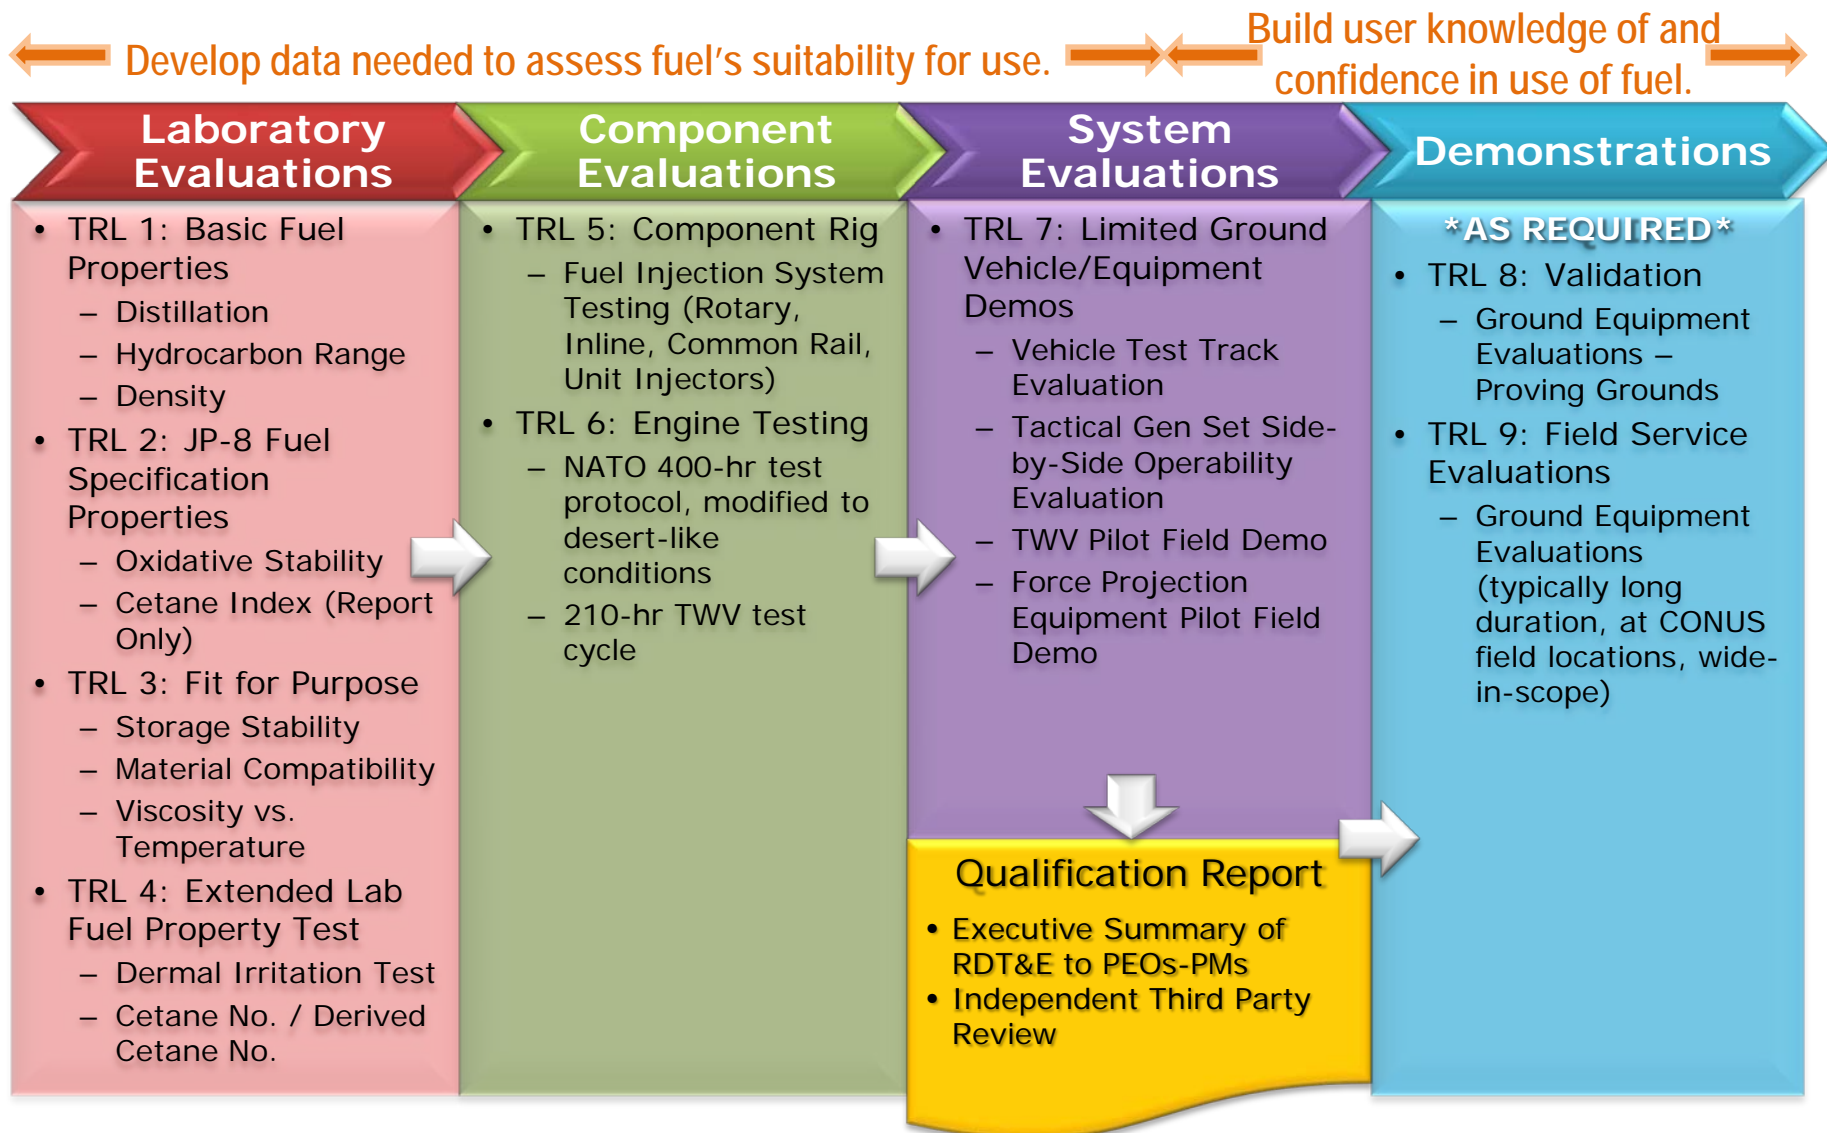 Develop data needed to assess fuel's suitability for use.
Build user knowledge of and
confidence in use of fuel.
Laboratory
Evaluations
• TRL 1: Basic Fuel
Properties
– Distillation
– Hydrocarbon Range
– Density
• TRL 2: JP-8 Fuel
Specification
Properties
– Oxidative Stability
– Cetane Index (Report
Only)
• TRL 3: Fit for Purpose
– Storage Stability
– Material Compatibility
– Viscosity vs.
Temperature
• TRL 4: Extended Lab
Fuel Property Test
– Dermal Irritation Test
– Cetane No. / Derived
Cetane No.
Component
Evaluations
• TRL 5: Component Rig
– Fuel Injection System
Testing (Rotary,
Inline, Common Rail,
Unit Injectors)
• TRL 6: Engine Testing
– NATO 400-hr test
protocol, modified to
desert-like
conditions
– 210-hr TWV test
cycle
System
Evaluations
• TRL 7: Limited Ground
Vehicle/Equipment
Demos
– Vehicle Test Track
Evaluation
– Tactical Gen Set Side-
by-Side Operability
Evaluation
– TWV Pilot Field Demo
– Force Projection
Equipment Pilot Field
Demo
Qualification Report
• Executive Summary of
RDT&E to PEOs-PMs
• Independent Third Party
Review
Demonstrations
*AS REQUIRED*
• TRL 8: Validation
– Ground Equipment
Evaluations –
Proving Grounds
• TRL 9: Field Service
Evaluations
– Ground Equipment
Evaluations
(typically long
duration, at CONUS
field locations, wide-
in-scope)